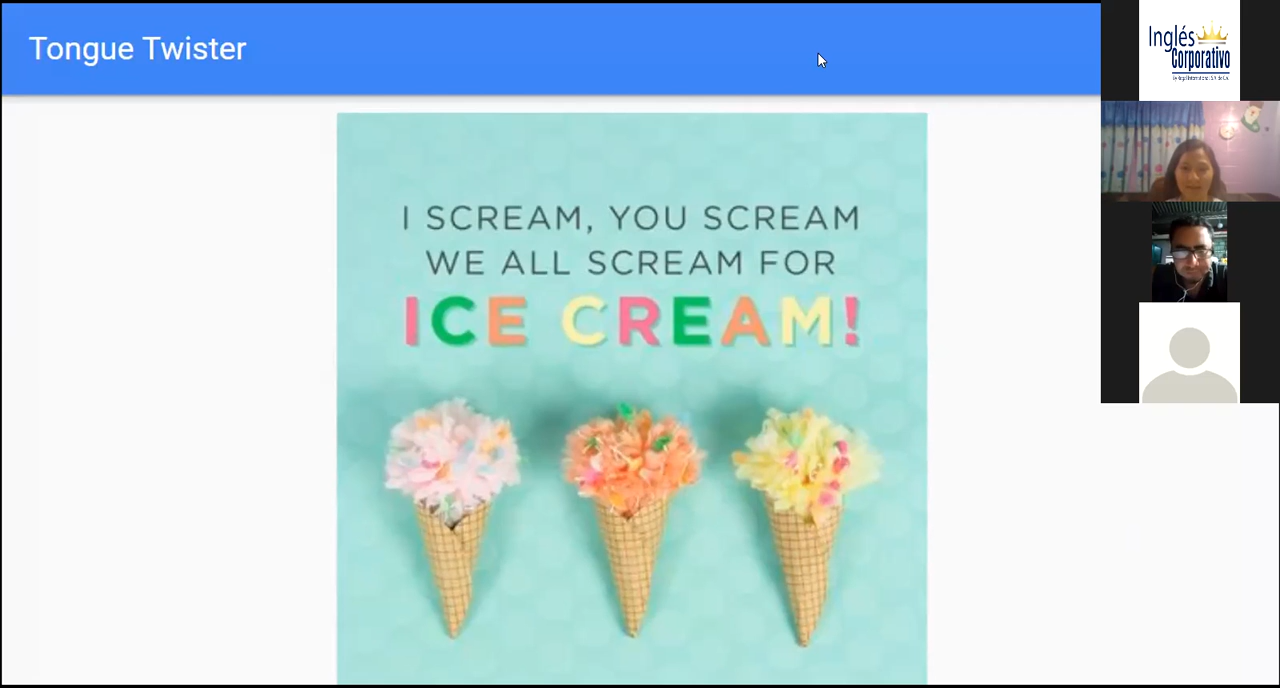 Tongue Twister
I SCREAM, YOU SCREAM
WE ALL SCREAM FOR
ICE CREAM!
Inglés
Corporativo